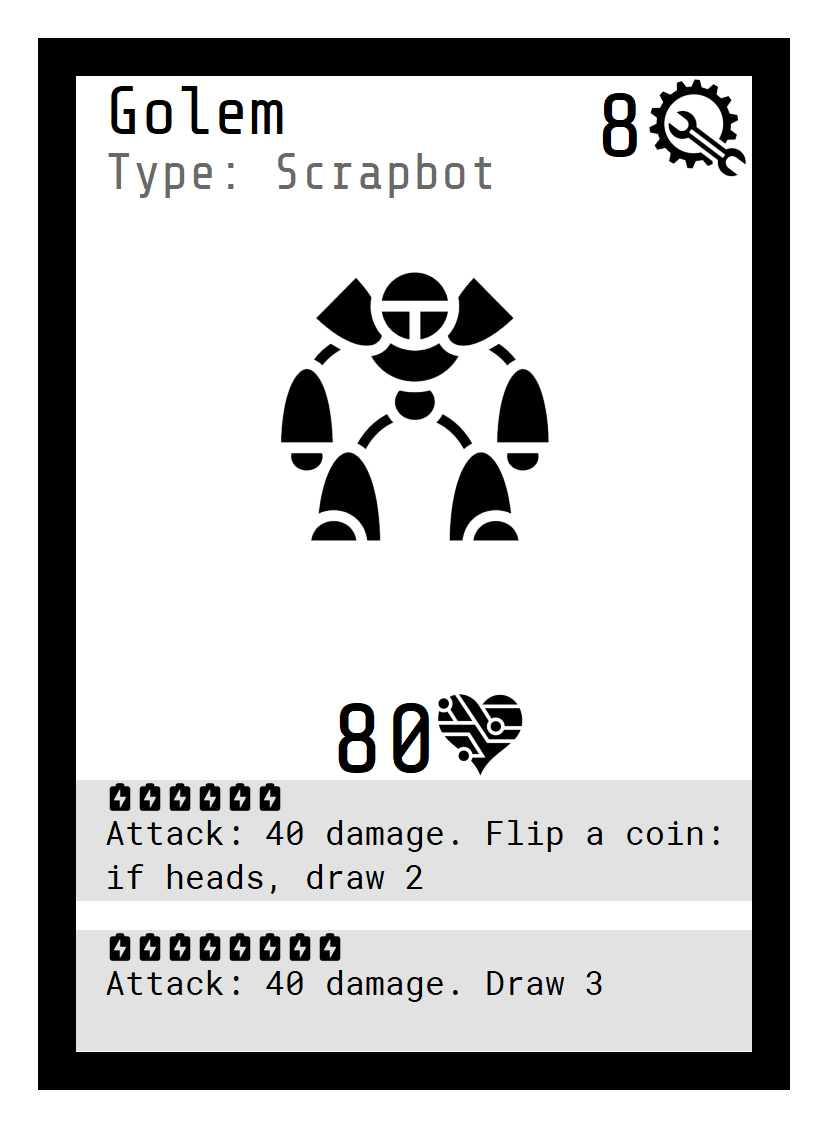 Golem
8
Type: Scrapbot
80
Attack: 40 damage. Flip a coin:
if heads, draw 2
Attack: 40 damage. Draw 3